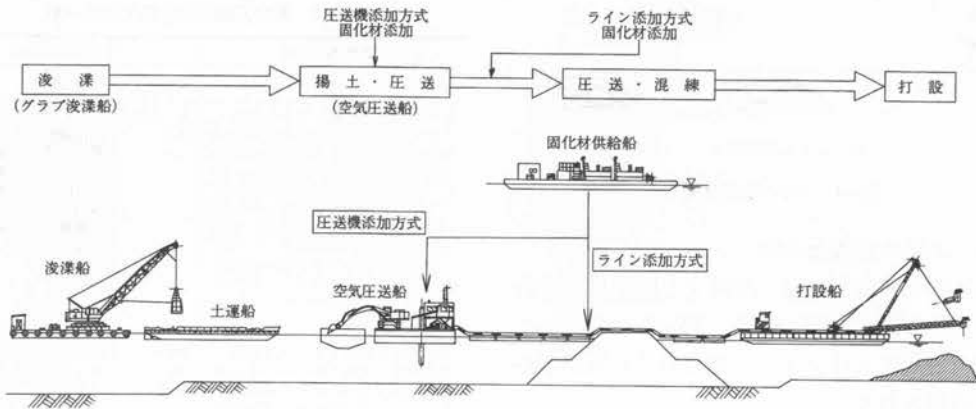 圧送機添加方式
固化材添加
ライン添加方式
固化材添加
浚渫
揚土・圧送
圧送・混練
打設
(グラブ浚渫船)
(空気圧送船)
固化材供給船
圧送機添加方式
ライン添加方式
浚渫船
土運船
空気圧送船
打設船